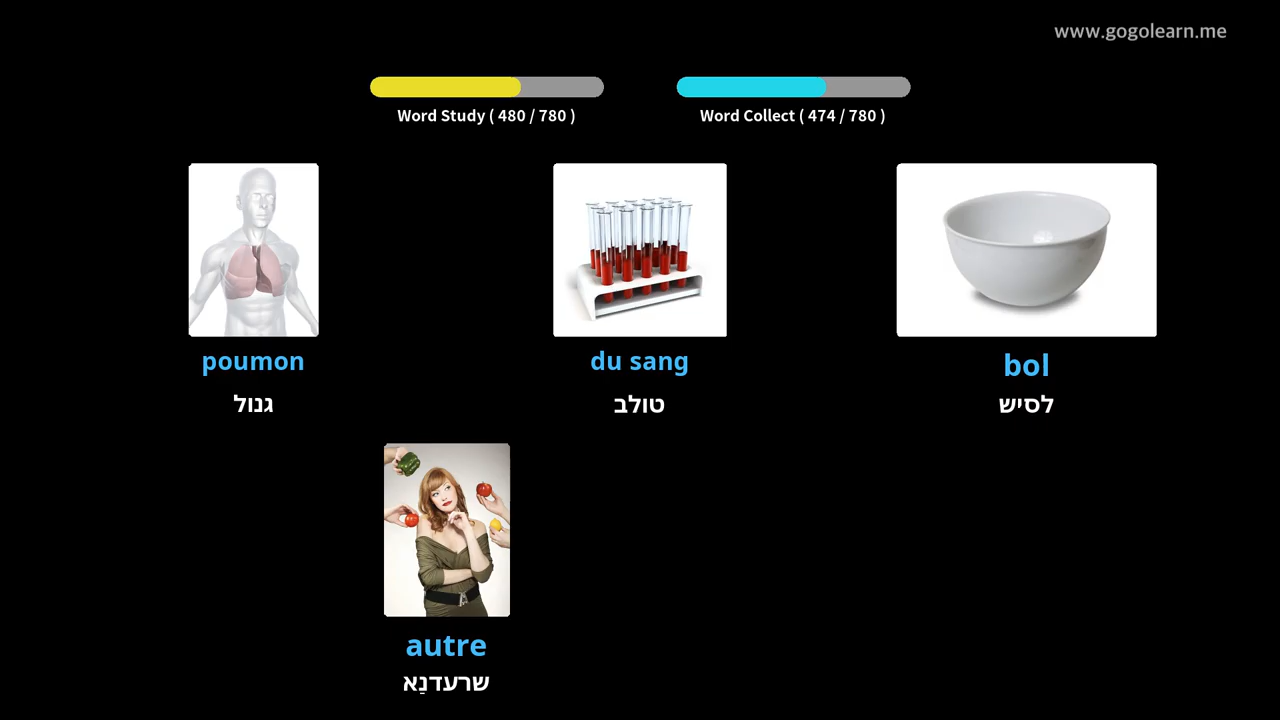 www.gogolearn.me
Word Study ( 480 / 780 )
Word Collect ( 474 / 780 )
poumon
גנול
du sang
טולב
bol
לסיש
autre
שרעדנַא